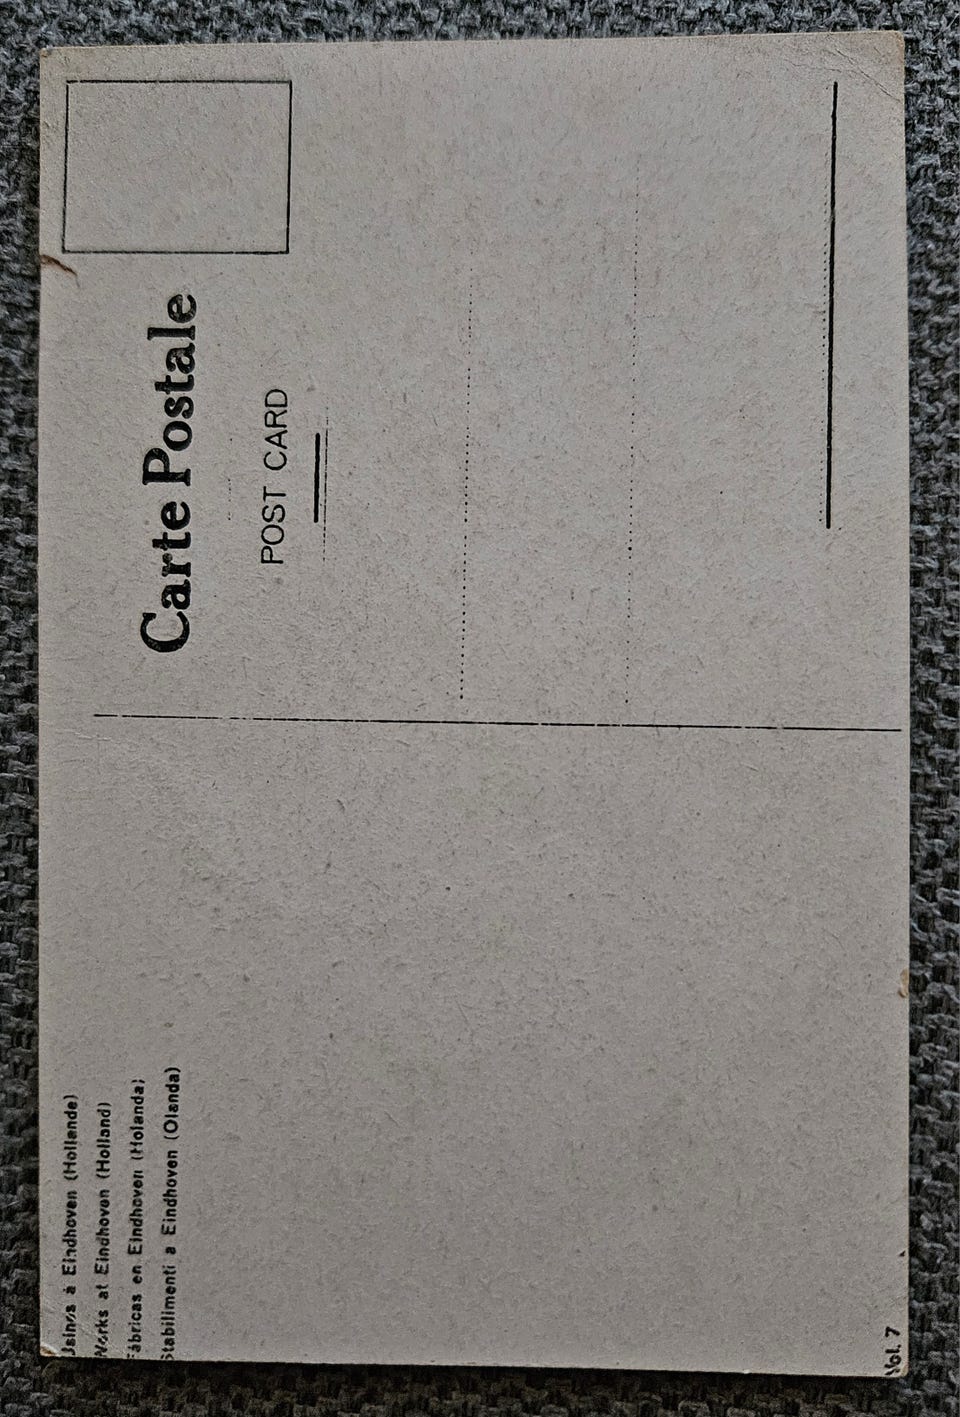 Usines à Eindhoven (Hollande)
Works at Eindhoven (Holland)
Fábricas en Eindhoven (Holanda)
Stabilimenti a Eindhoven (Olanda)
Carte Postale
POST CARD
Vol. 7